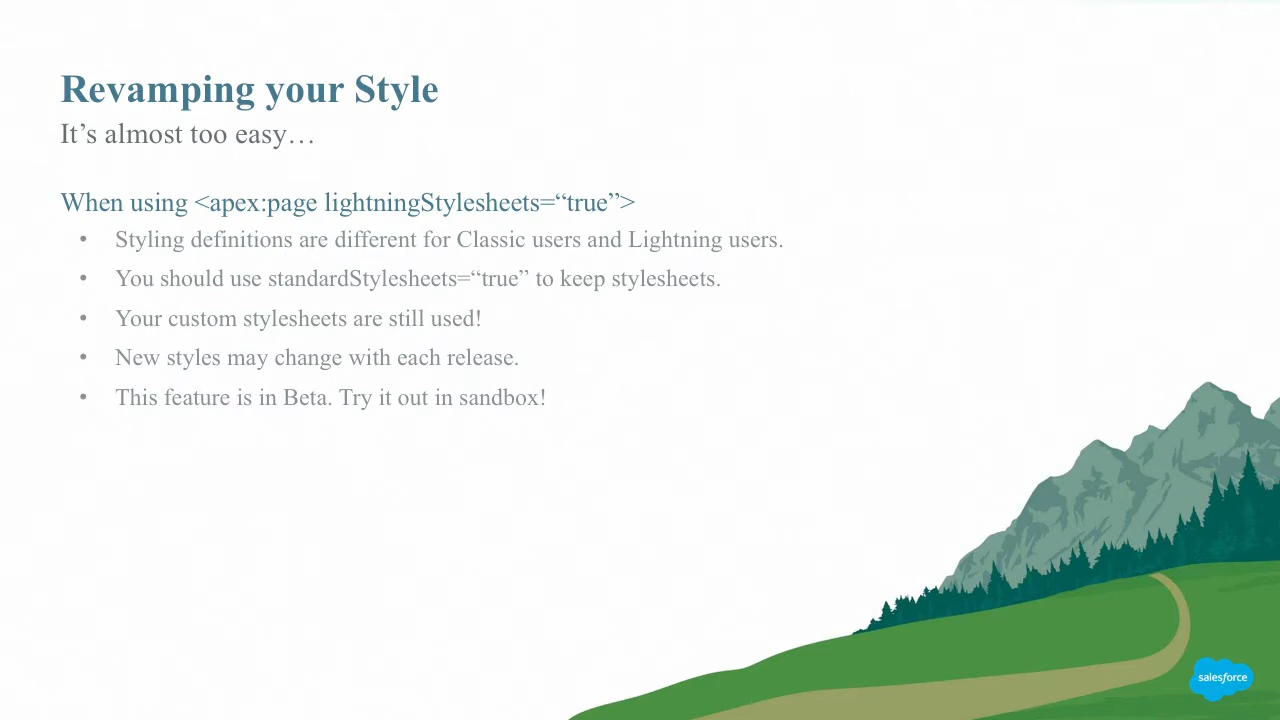 Revamping your Style
It’s almost too easy…
When using <apex:page lightningStylesheets=“true”>
• Styling definitions are different for Classic users and Lightning users.
• You should use standardStylesheets=“true” to keep stylesheets.
• Your custom stylesheets are still used!
• New styles may change with each release.
• This feature is in Beta. Try it out in sandbox!
salesforce